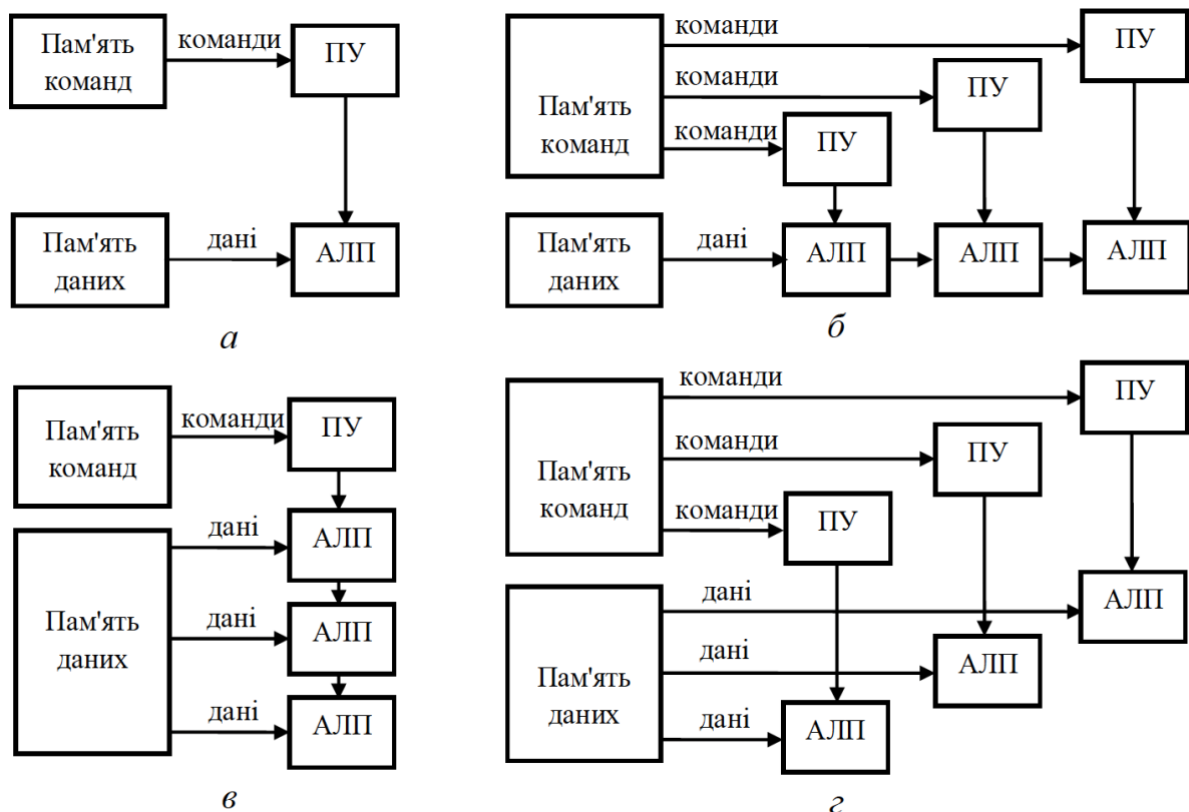 Пам'ять
команд
команди
ПУ
Пам'ять
даних
дані
АЛП
а
Пам'ять
команд
команди
команди
команди
ПУ
ПУ
ПУ
Пам'ять
даних
дані
АЛП
АЛП
АЛП
б
Пам'ять
команд
команди
ПУ
Пам'ять
даних
дані
АЛП
дані
АЛП
дані
АЛП
в
Пам'ять
команд
команди
ПУ
команди
ПУ
команди
ПУ
Пам'ять
даних
дані
АЛП
дані
АЛП
дані
АЛП
г